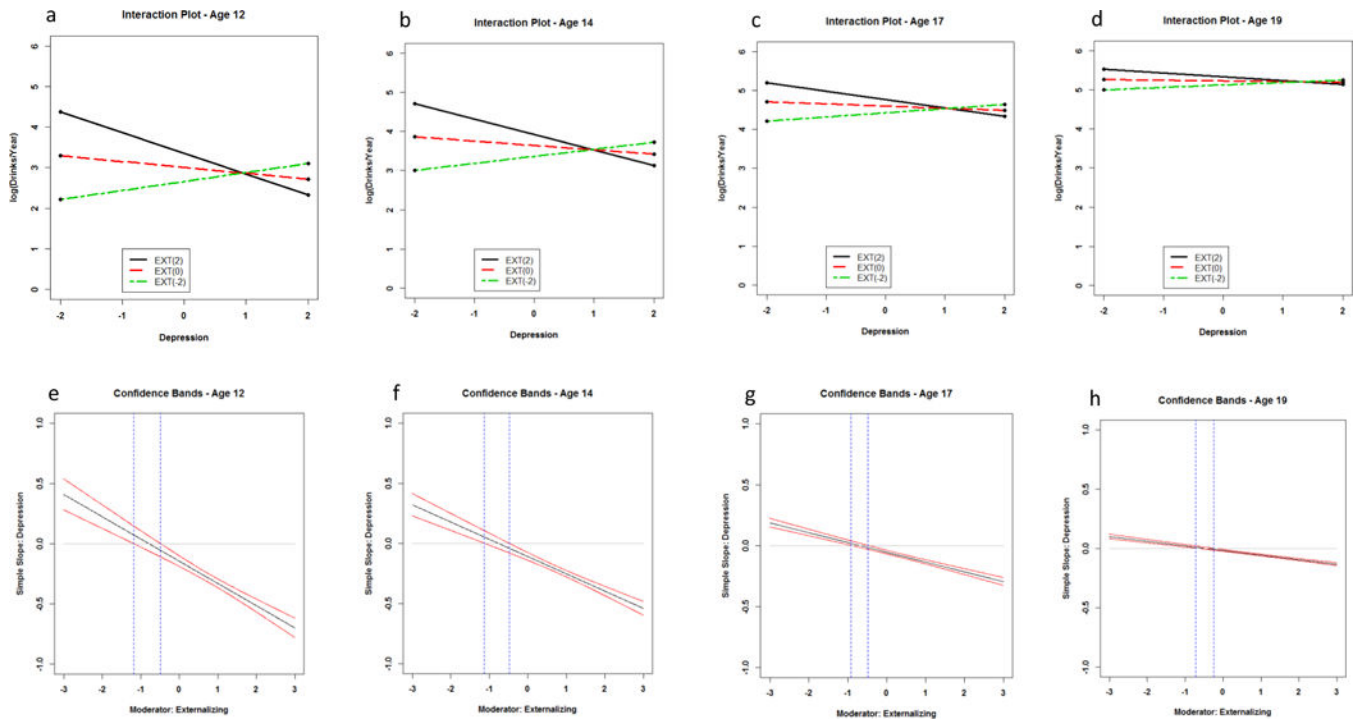 a
Interaction Plot - Age 12
log(Drinks/Year)
6
5
4
3
2
1
0
EXT(2)
EXT(0)
EXT(-2)
-2 -1 0 1 2
Depression
b
Interaction Plot - Age 14
log(Drinks/Year)
6
5
4
3
2
1
0
EXT(2)
EXT(0)
EXT(-2)
-2 -1 0 1 2
Depression
c
Interaction Plot - Age 17
log(Drinks/Year)
6
5
4
3
2
1
0
EXT(2)
EXT(0)
EXT(-2)
-2 -1 0 1 2
Depression
d
Interaction Plot - Age 19
log(Drinks/Year)
6
5
4
3
2
1
0
EXT(2)
EXT(0)
EXT(-2)
-2 -1 0 1 2
Depression
e
Confidence Bands - Age 12
Simple Slope: Depression
1.0
0.5
0.0
-0.5
-1.0
-3 -2 -1 0 1 2 3
Moderator: Externalizing
f
Confidence Bands - Age 14
Simple Slope: Depression
1.0
0.5
0.0
-0.5
-1.0
-3 -2 -1 0 1 2 3
Moderator: Externalizing
g
Confidence Bands - Age 17
Simple Slope: Depression
1.0
0.5
0.0
-0.5
-1.0
-3 -2 -1 0 1 2 3
Moderator: Externalizing
h
Confidence Bands - Age 19
Simple Slope: Depression
1.0
0.5
0.0
-0.5
-1.0
-3 -2 -1 0 1 2 3
Moderator: Externalizing